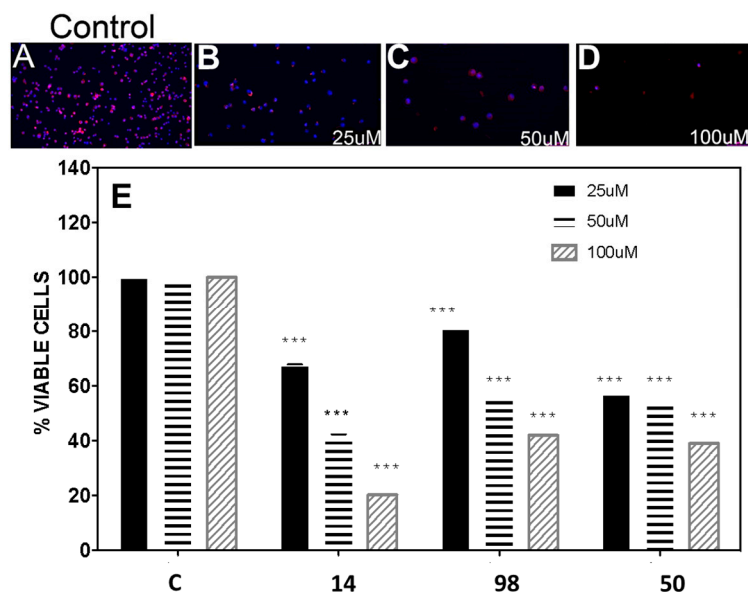 Control
A B C D
25uM 50uM 100uM
E
140
120
100
80
60
40
20
0
% VIABLE CELLS
25uM
50uM
100uM
*** *** *** *** *** *** *** *** ***
C 14 98 50